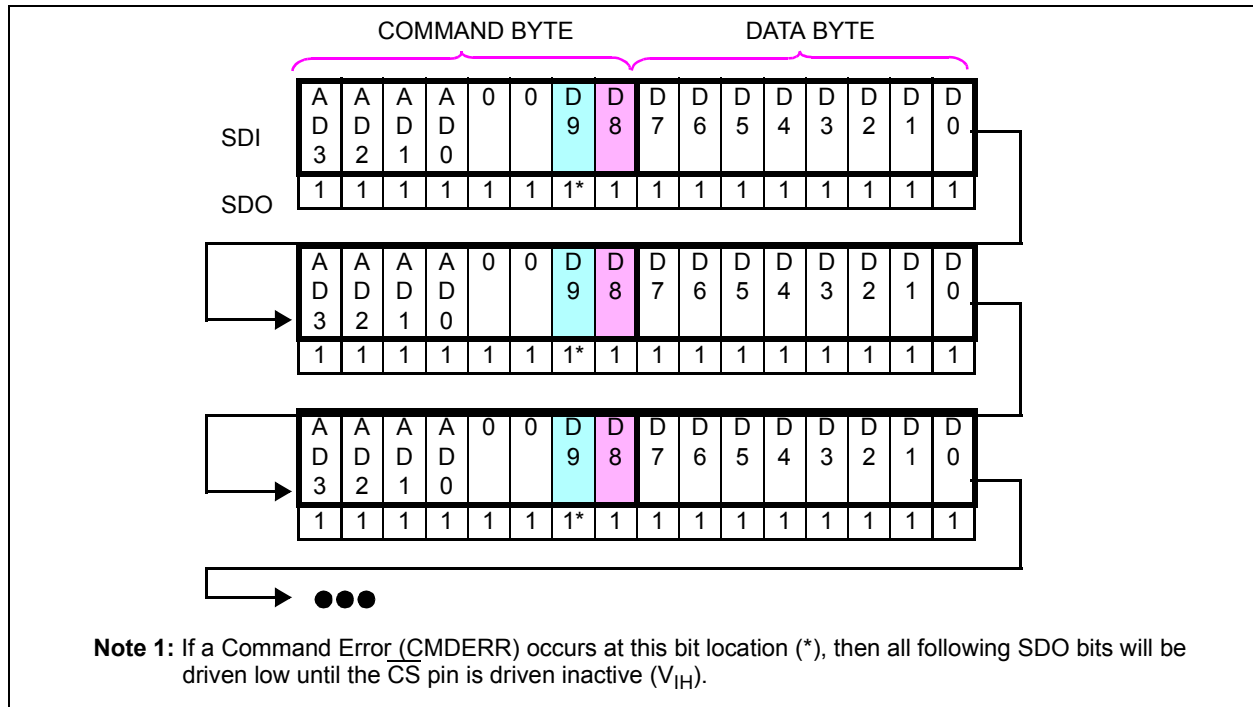 COMMAND BYTE DATA BYTE
A A A A 0 0 D D D D D D D D D D
D D D D 9 8 7 6 5 4 3 2 1 0
3 2 1 0
SDI
1 1 1 1 1 1 1* 1 1 1 1 1 1 1 1 1
SDO
A A A A 0 0 D D D D D D D D D D
D D D D 9 8 7 6 5 4 3 2 1 0
3 2 1 0
1 1 1 1 1 1 1* 1 1 1 1 1 1 1 1 1
A A A A 0 0 D D D D D D D D D D
D D D D 9 8 7 6 5 4 3 2 1 0
3 2 1 0
1 1 1 1 1 1 1* 1 1 1 1 1 1 1 1 1
●●●
Note 1: If a Command Error (CMDERR) occurs at this bit location (*), then all following SDO bits will be
driven low until the C̅S̅ pin is driven inactive (VIH).